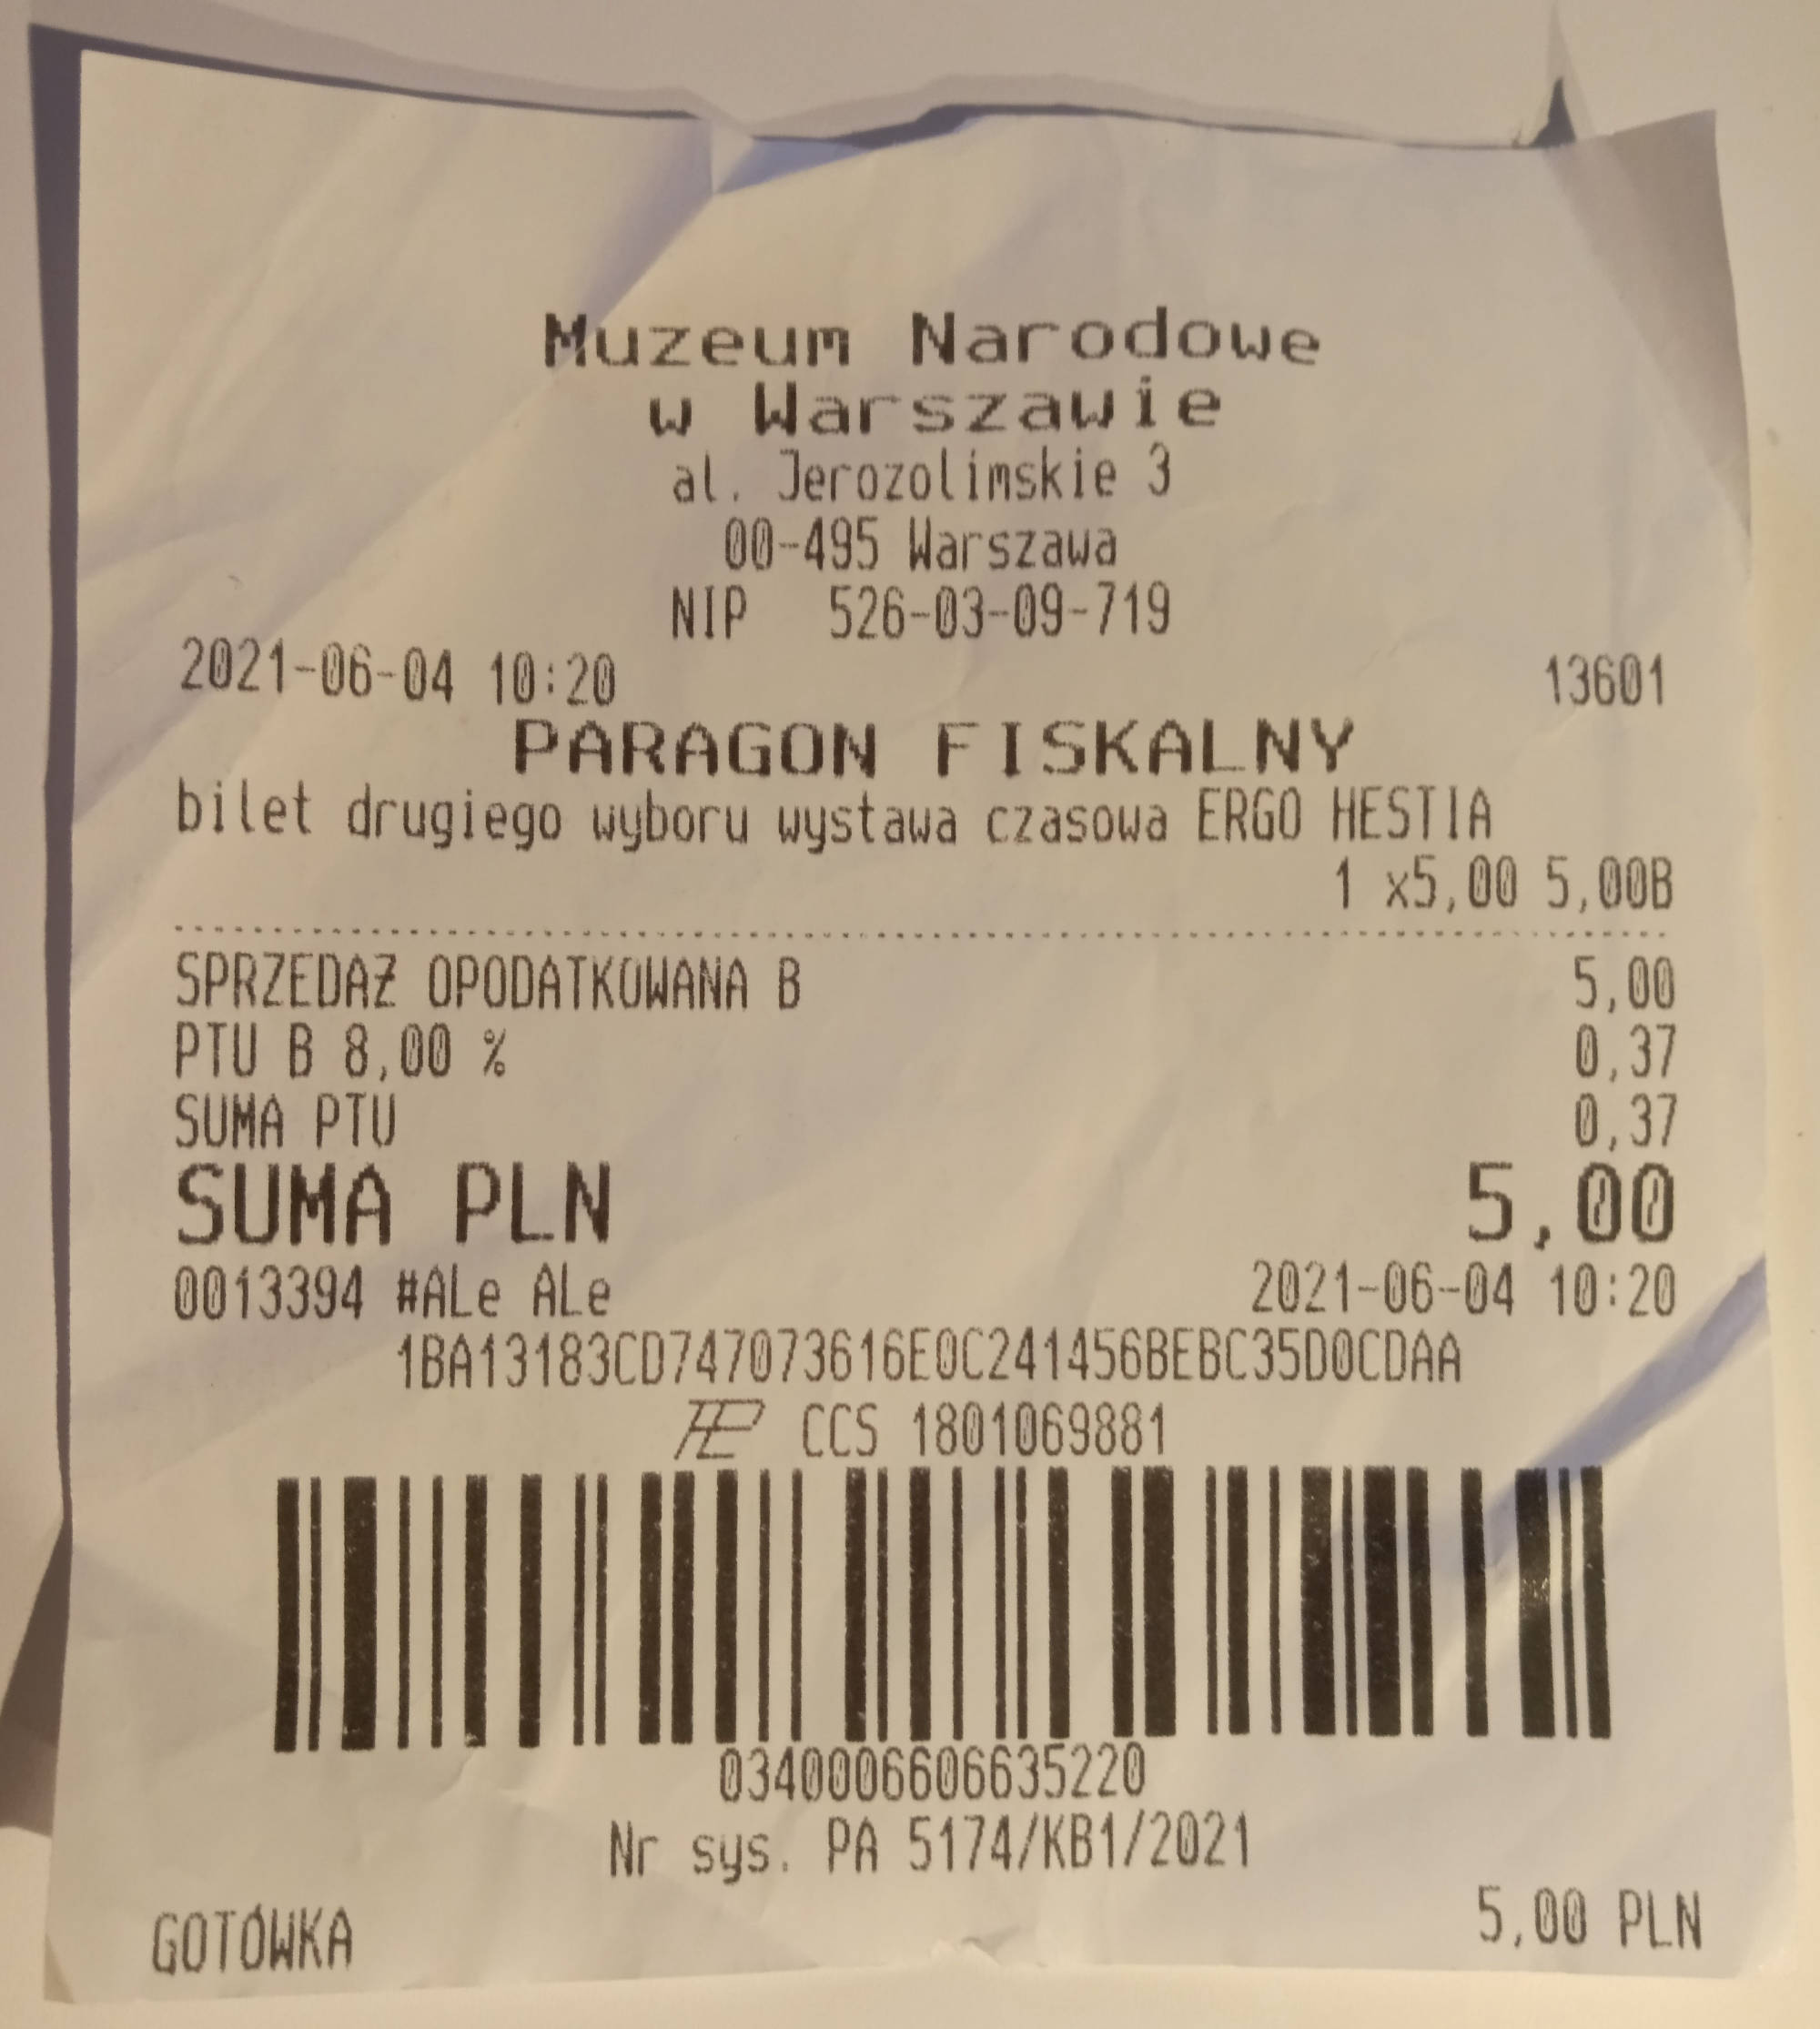 Muzeum Narodowe
w Warszawie
al. Jerozolimskie 3
00-495 Warszawa
NIP 526-03-09-719
2021-06-04 10:20 13601
PARAGON FISKALNY
bilet drugiego wyboru wystawa czasowa ERGO HESTIA
1 x5,00 5,00B
SPRZEDAŻ OPODATKOWANA B 5,00
PTU B 8,00 % 0,37
SUMA PTU 0,37
SUMA PLN 5,00
0013394 #ALe ALe 2021-06-04 10:20
1BA13183CD747073616E0C241456BEBC35D0CDAA
CCS 1801069881
0340006606635220
Nr sys. PA 5174/KB1/2021
GOTÓWKA 5,00 PLN